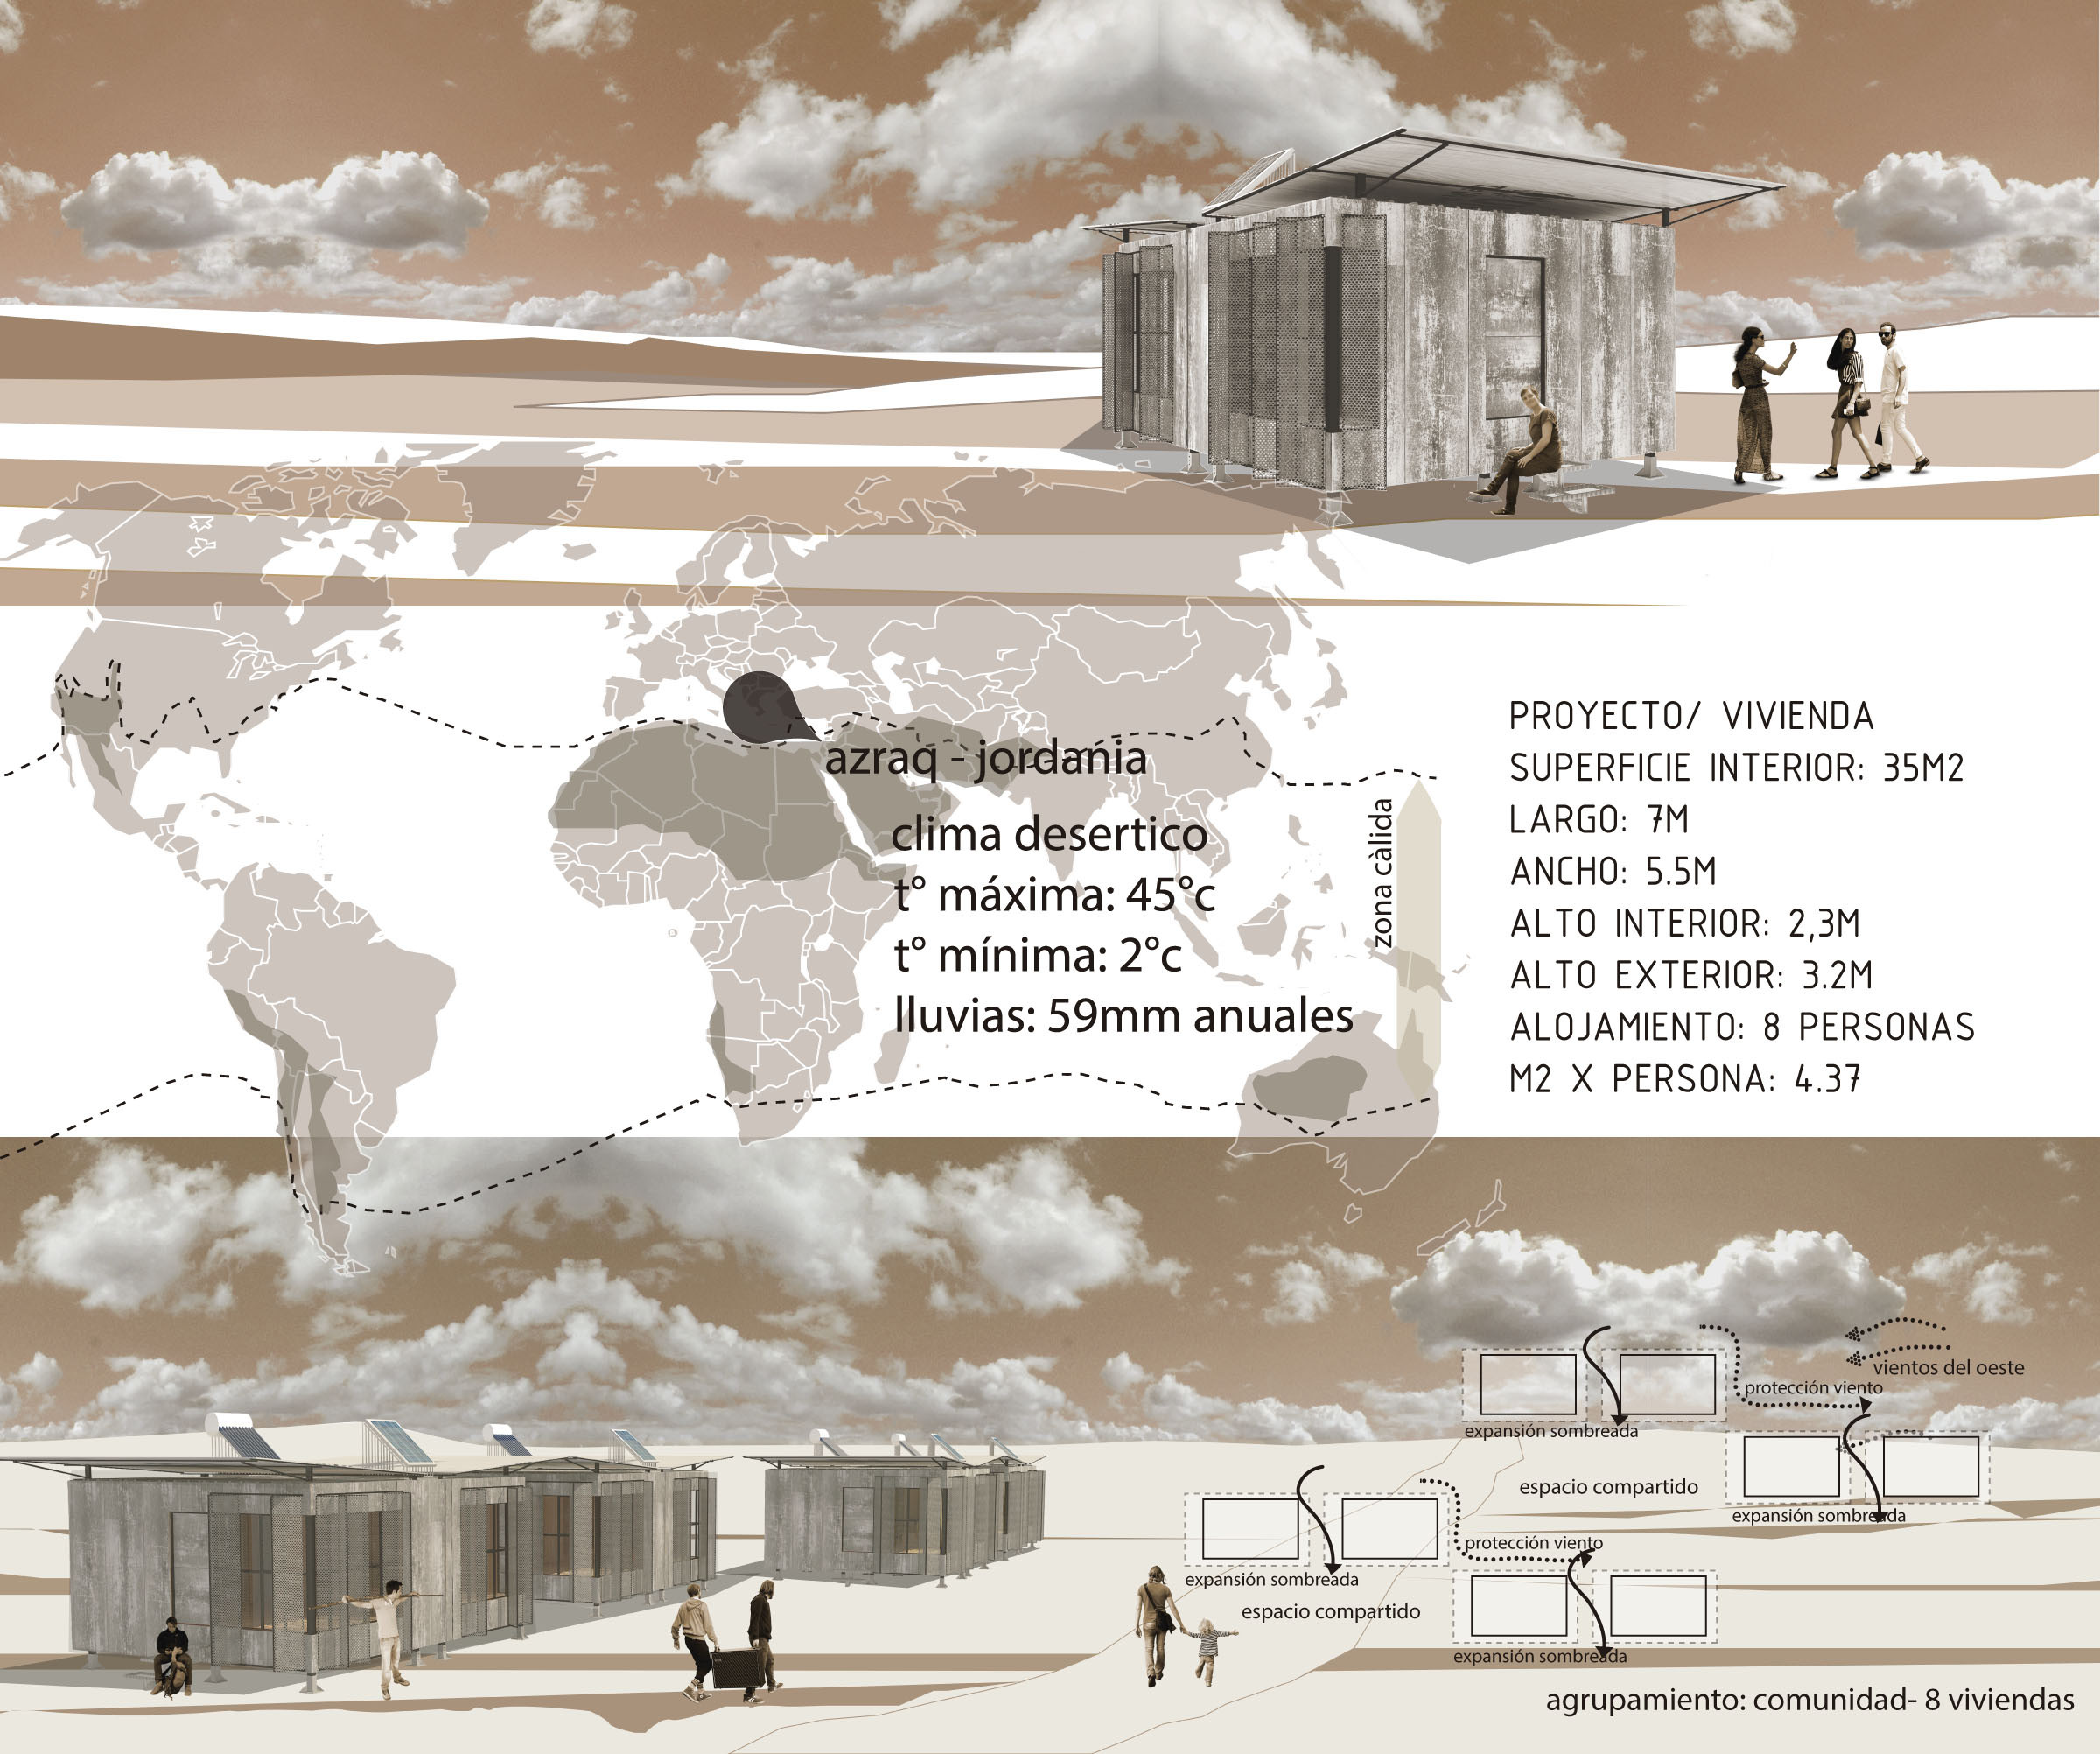 azraq - jordania
clima desertico
t° máxima: 45°c
t° mínima: 2°c
lluvias: 59mm anuales
zona càlida
PROYECTO/ VIVIENDA
SUPERFICIE INTERIOR: 35M2
LARGO: 7M
ANCHO: 5.5M
ALTO INTERIOR: 2,3M
ALTO EXTERIOR: 3.2M
ALOJAMIENTO: 8 PERSONAS
M2 X PERSONA: 4.37
vientos del oeste
protección viento
expansión sombreada
espacio compartido
expansión sombreada
protección viento
expansión sombreada
espacio compartido
expansión sombreada
agrupamiento: comunidad- 8 viviendas